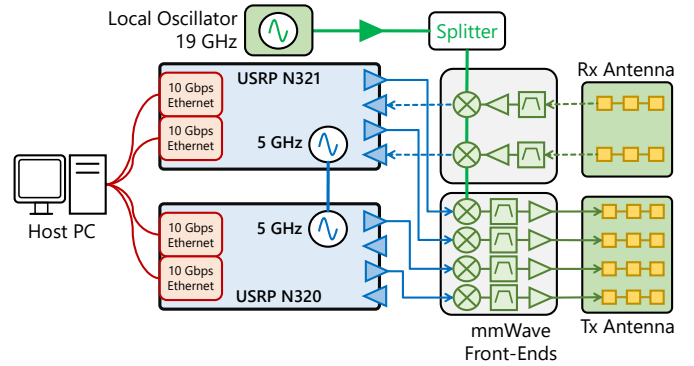 Local Oscillator
19 GHz
Splitter
USRP N321
10 Gbps
Ethernet
10 Gbps
Ethernet
5 GHz
Rx Antenna
Host PC
10 Gbps
Ethernet
10 Gbps
Ethernet
5 GHz
USRP N320
mmWave
Front-Ends
Tx Antenna